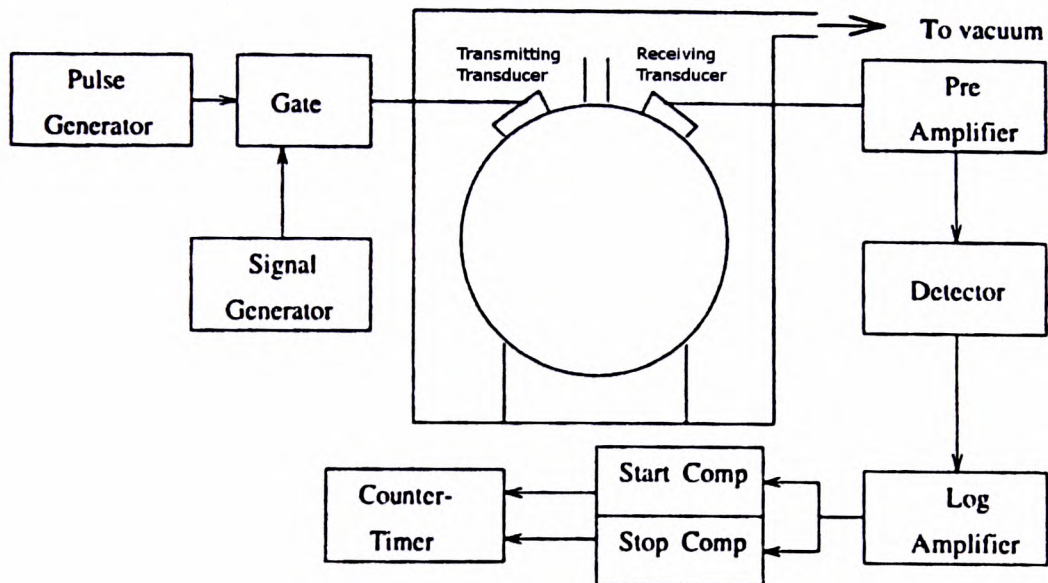 To vacuum
Transmitting
Transducer
Receiving
Transducer
Pulse
Generator
Gate
Pre
Amplifier
Signal
Generator
Detector
Counter-
Timer
Start Comp
Stop Comp
Log
Amplifier